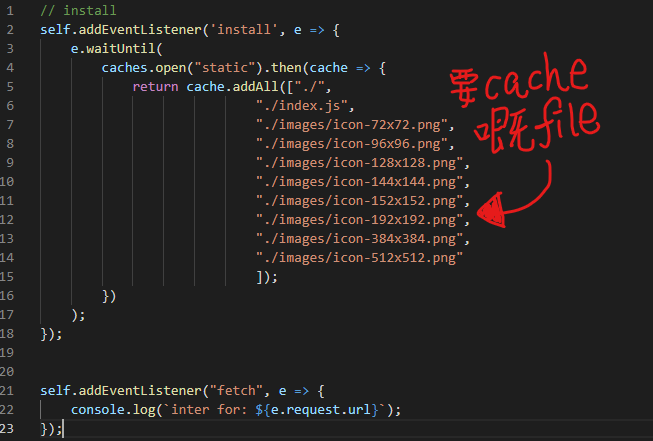 1 // install
2 self.addEventListener('install', e => {
3 e.waitUntil(
4 caches.open("static").then(cache => {
5 return cache.addAll(["./",
6 "./index.js",
7 "./images/icon-72x72.png",
8 "./images/icon-96x96.png",
9 "./images/icon-128x128.png",
10 "./images/icon-144x144.png",
11 "./images/icon-152x152.png",
12 "./images/icon-192x192.png",
13 "./images/icon-384x384.png",
14 "./images/icon-512x512.png"
15 ]);
16 })
17 );
18 });
19
20
21 self.addEventListener("fetch", e => {
22 console.log(`inter for: ${e.request.url}`);
23 });
要cache
嘅file